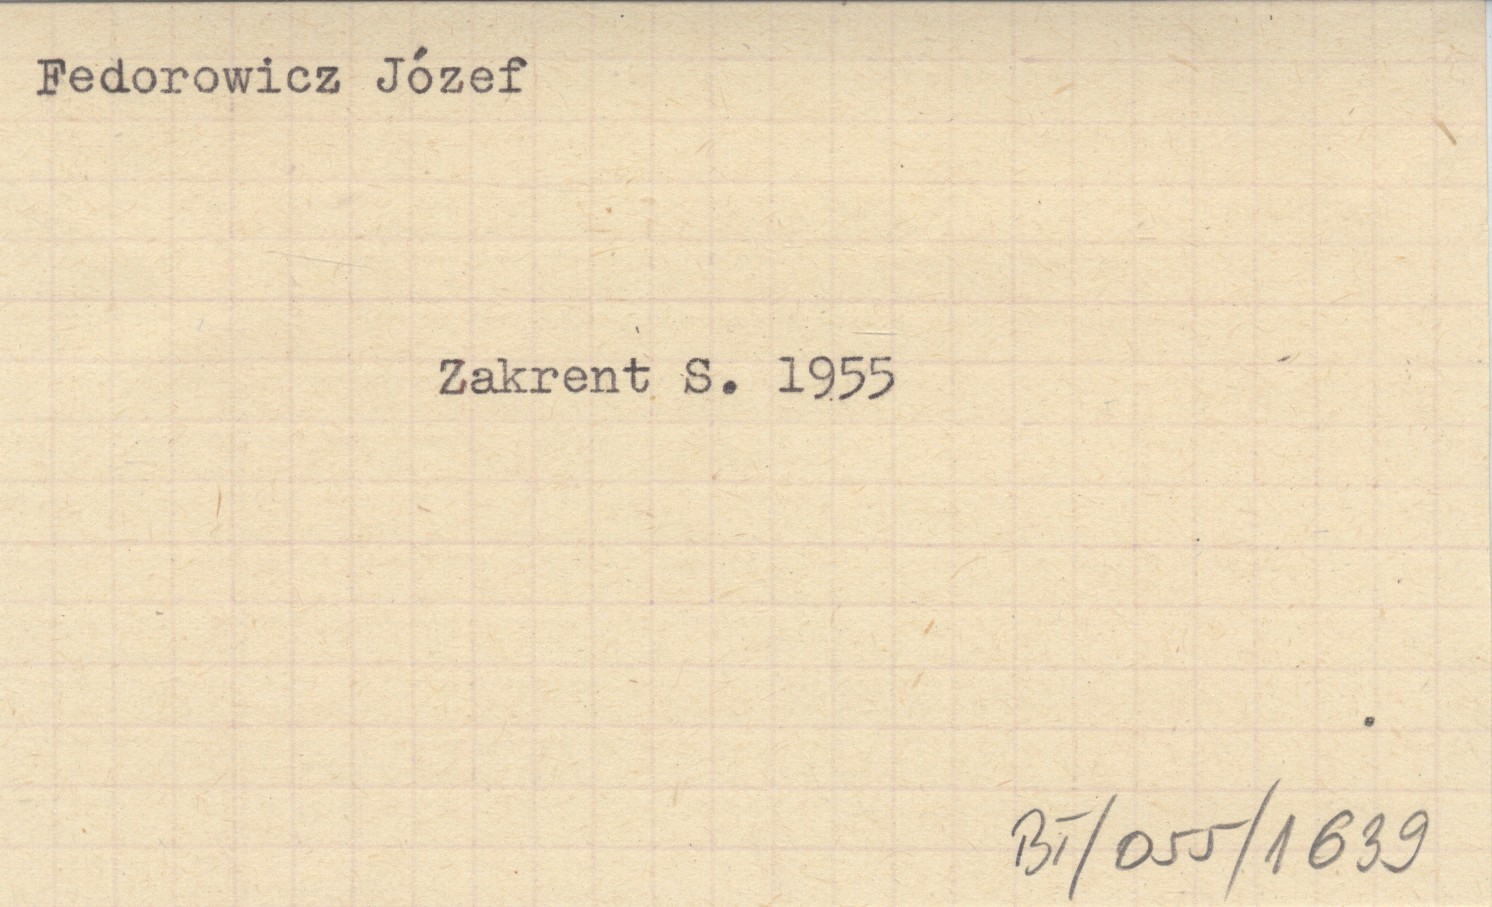 Fedorowicz Józef
Zakrent S. 1955
BI/055/1639